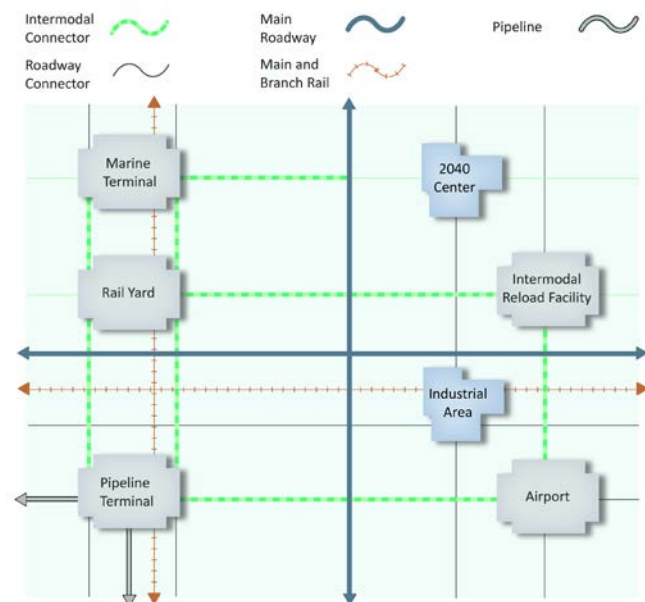 Intermodal
Connector
Main
Roadway
Pipeline
Roadway
Connector
Main and
Branch Rail
Marine
Terminal
2040
Center
Rail Yard
Intermodal
Reload Facility
Industrial
Area
Pipeline
Terminal
Airport